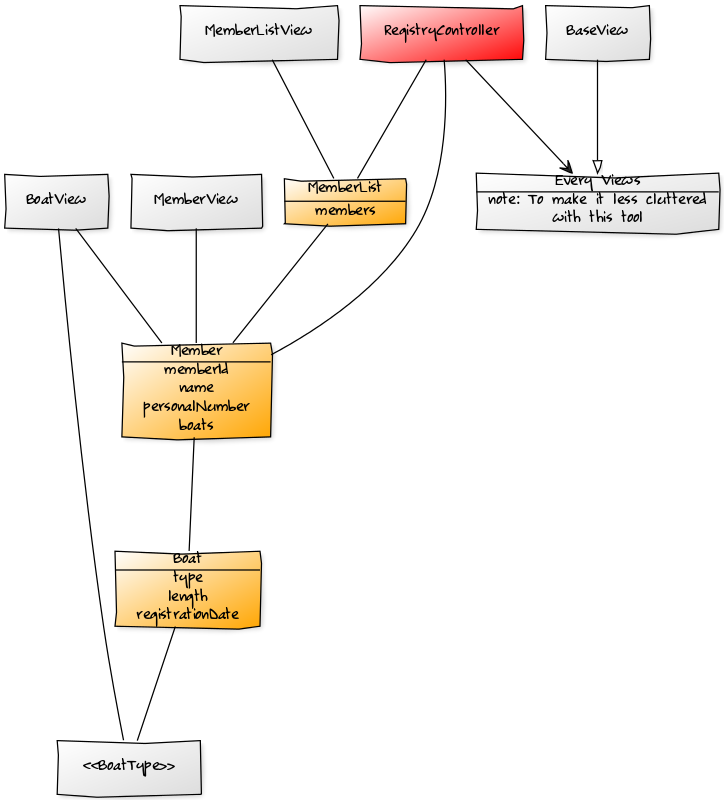 MemberListView
RegistryController
BaseView
BoatView
MemberView
MemberList
members
Every Views
note: To make it less cluttered
with this tool
Member
memberId
name
personalNumber
boats
Boat
type
length
registrationDate
<<BoatType>>